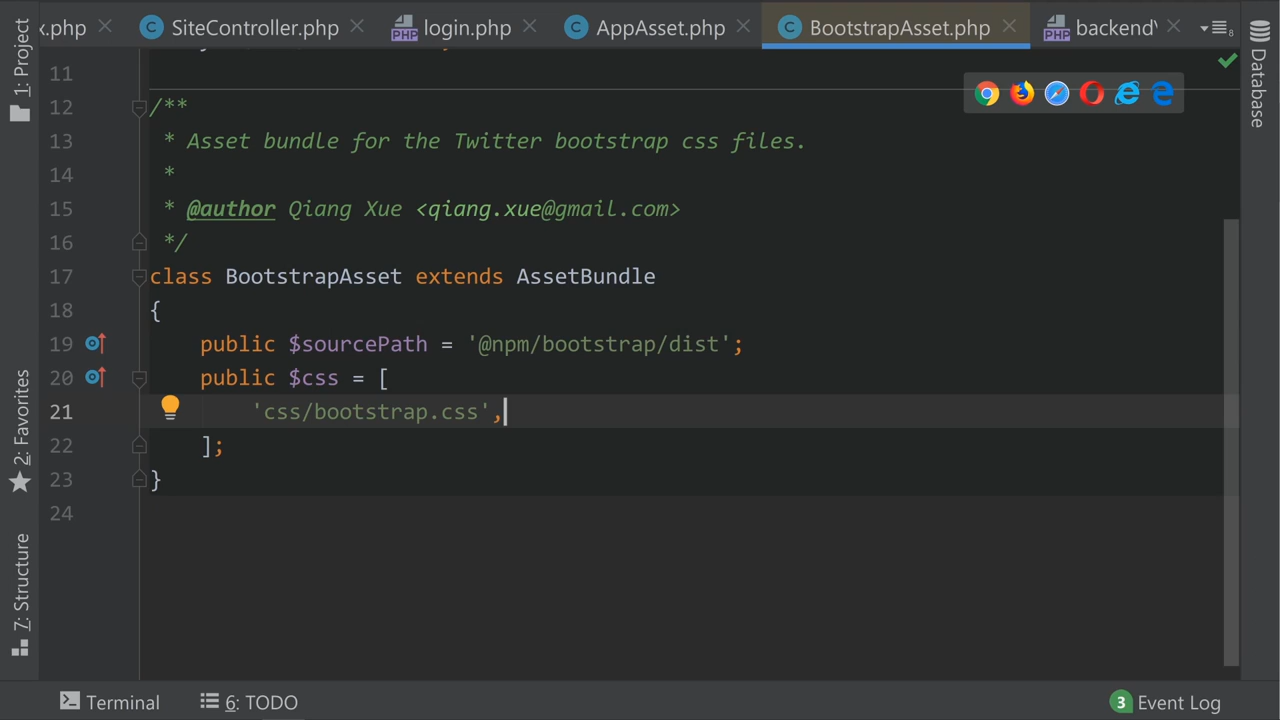 x.php
SiteController.php
login.php
AppAsset.php
BootstrapAsset.php
backend
8
1: Project
2: Favorites
7: Structure
Database
11
12 /**
13 * Asset bundle for the Twitter bootstrap css files.
14 *
15 * @author Qiang Xue <qiang.xue@gmail.com>
16 */
17 class BootstrapAsset extends AssetBundle
18 {
19 public $sourcePath = '@npm/bootstrap/dist';
20 public $css = [
21 'css/bootstrap.css',
22 ];
23 }
24
Terminal
6: TODO
3 Event Log